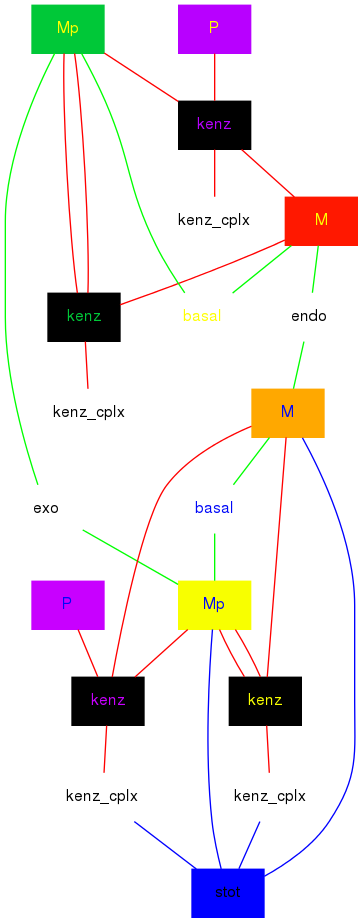 Mp
P
kenz
kenz_cplx
M
kenz
basal
endo
kenz_cplx
M
exo
basal
P
Mp
kenz
kenz
kenz_cplx
kenz_cplx
stot